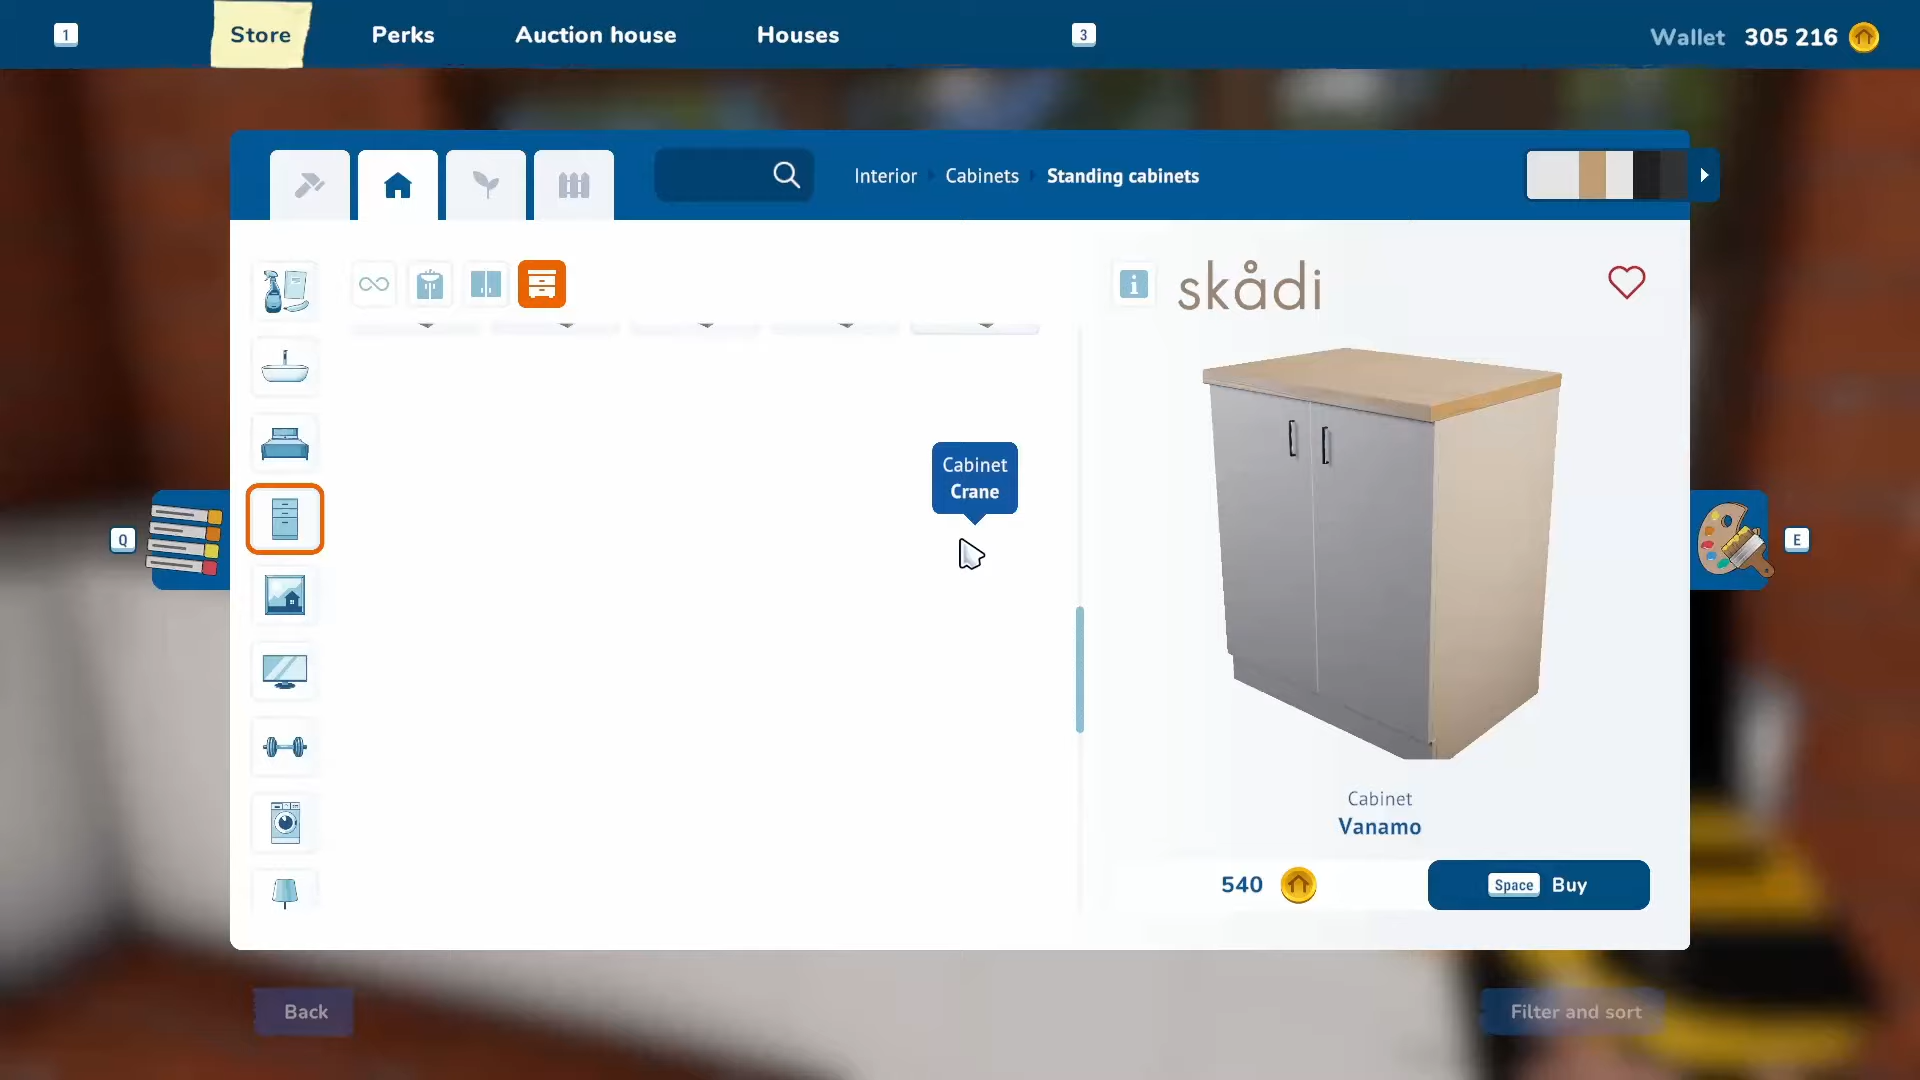 1
Store
Perks
Auction house
Houses
3
Wallet 305 216
Interior
Cabinets
Standing cabinets
skådi
Cabinet
Crane
Q
E
Cabinet
Vanamo
540
Space
Buy
Back
Filter and sort